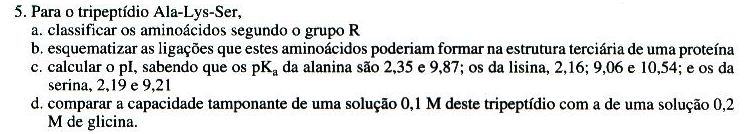 5. Para o tripeptídio Ala-Lys-Ser,
a. classificar os aminoácidos segundo o grupo R
b. esquematizar as ligações que estes aminoácidos poderiam formar na estrutura terciária de uma proteína
c. calcular o pI, sabendo que os pKa da alanina são 2,35 e 9,87; os da lisina, 2,16; 9,06 e 10,54; e os da
serina, 2,19 e 9,21
d. comparar a capacidade tamponante de uma solução 0,1 M deste tripeptídio com a de uma solução 0,2
M de glicina.